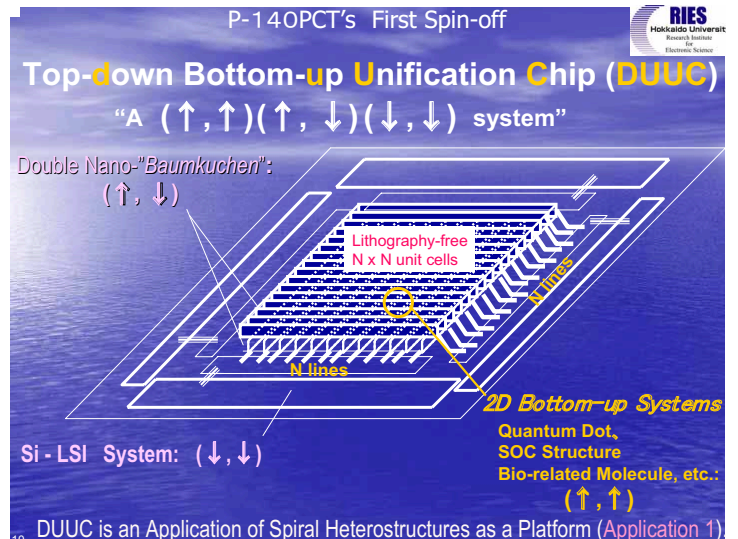 P-140PCT's First Spin-off
RIES
Hokkaido Universit
Research Institute
for
Electronic Science
Top-down Bottom-up Unification Chip (DUUC)
“A (↑,↑)(↑, ↓)(↓,↓) system”
Double Nano-”Baumkuchen”:
(↑, ↓)
Lithography-free
N x N unit cells
N lines
N lines
2D Bottom-up Systems
Quantum Dot、
SOC Structure
Bio-related Molecule, etc.:
(↑,↑)
Si - LSI System: (↓,↓)
DUUC is an Application of Spiral Heterostructures as a Platform (Application 1).